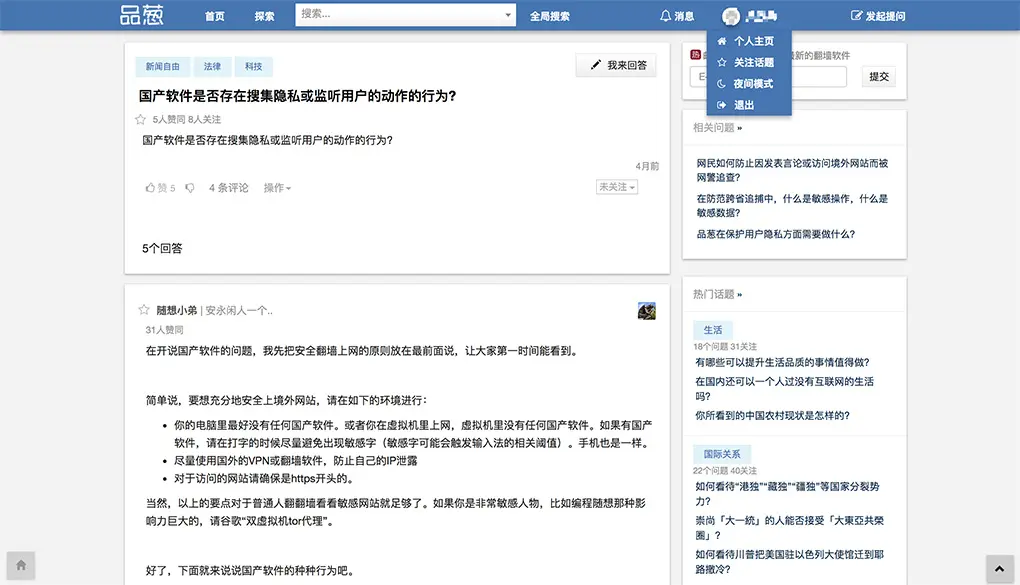 品葱
首页
探索
搜索...
全局搜索
消息
发起提问
个人主页
关注话题
夜间模式
退出
新闻自由
法律
科技
我来回答
国产软件是否存在搜集隐私或监听用户的动作的行为?
5人赞同 8人关注
国产软件是否存在搜集隐私或监听用户的动作的行为?
4月前
赞 5
4 条评论
操作
未关注
5个回答
随想小弟 | 安永闲人一个..
31人赞同
在开说国产软件的问题，我先把安全翻墙上网的原则放在最前面说，让大家第一时间能看到。
简单说，要想充分地安全上境外网站，请在如下的环境进行：
• 你的电脑里最好没有任何国产软件。或者你在虚拟机里上网，虚拟机里没有任何国产软件。如果有国产
软件，请在打字的时候尽量避免出现敏感字（敏感字可能会触发输入法的相关阈值）。手机也是一样。
• 尽量使用国外的VPN或翻墙软件，防止自己的IP泄露
• 对于访问的网站请确保是https开头的。
当然，以上的要点对于普通人翻翻墙看看敏感网站就足够了。如果你是非常敏感人物，比如编程随想那种影
响力巨大的，请谷歌“双虚拟机tor代理”。
好了，下面就来说说国产软件的种种行为吧。
热
最新的翻墙软件
提交
相关问题 »
网民如何防止因发表言论或访问境外网站而被
网警追查?
在防范跨省追捕中，什么是敏感操作，什么是
敏感数据?
品葱在保护用户隐私方面需要做什么?
热门话题 »
生活
18个问题 31关注
有哪些可以提升生活品质的事情值得做?
在国内还可以一个人过没有互联网的生活
吗?
你所看到的中国农村现状是怎样的?
国际关系
22个问题 40关注
如何看待“港独”“藏独”“疆独”等国家分裂势
力?
崇尚「大一統」的人能否接受「大東亞共榮
圈」?
如何看待川普把美国驻以色列大使馆迁到耶
路撒冷?